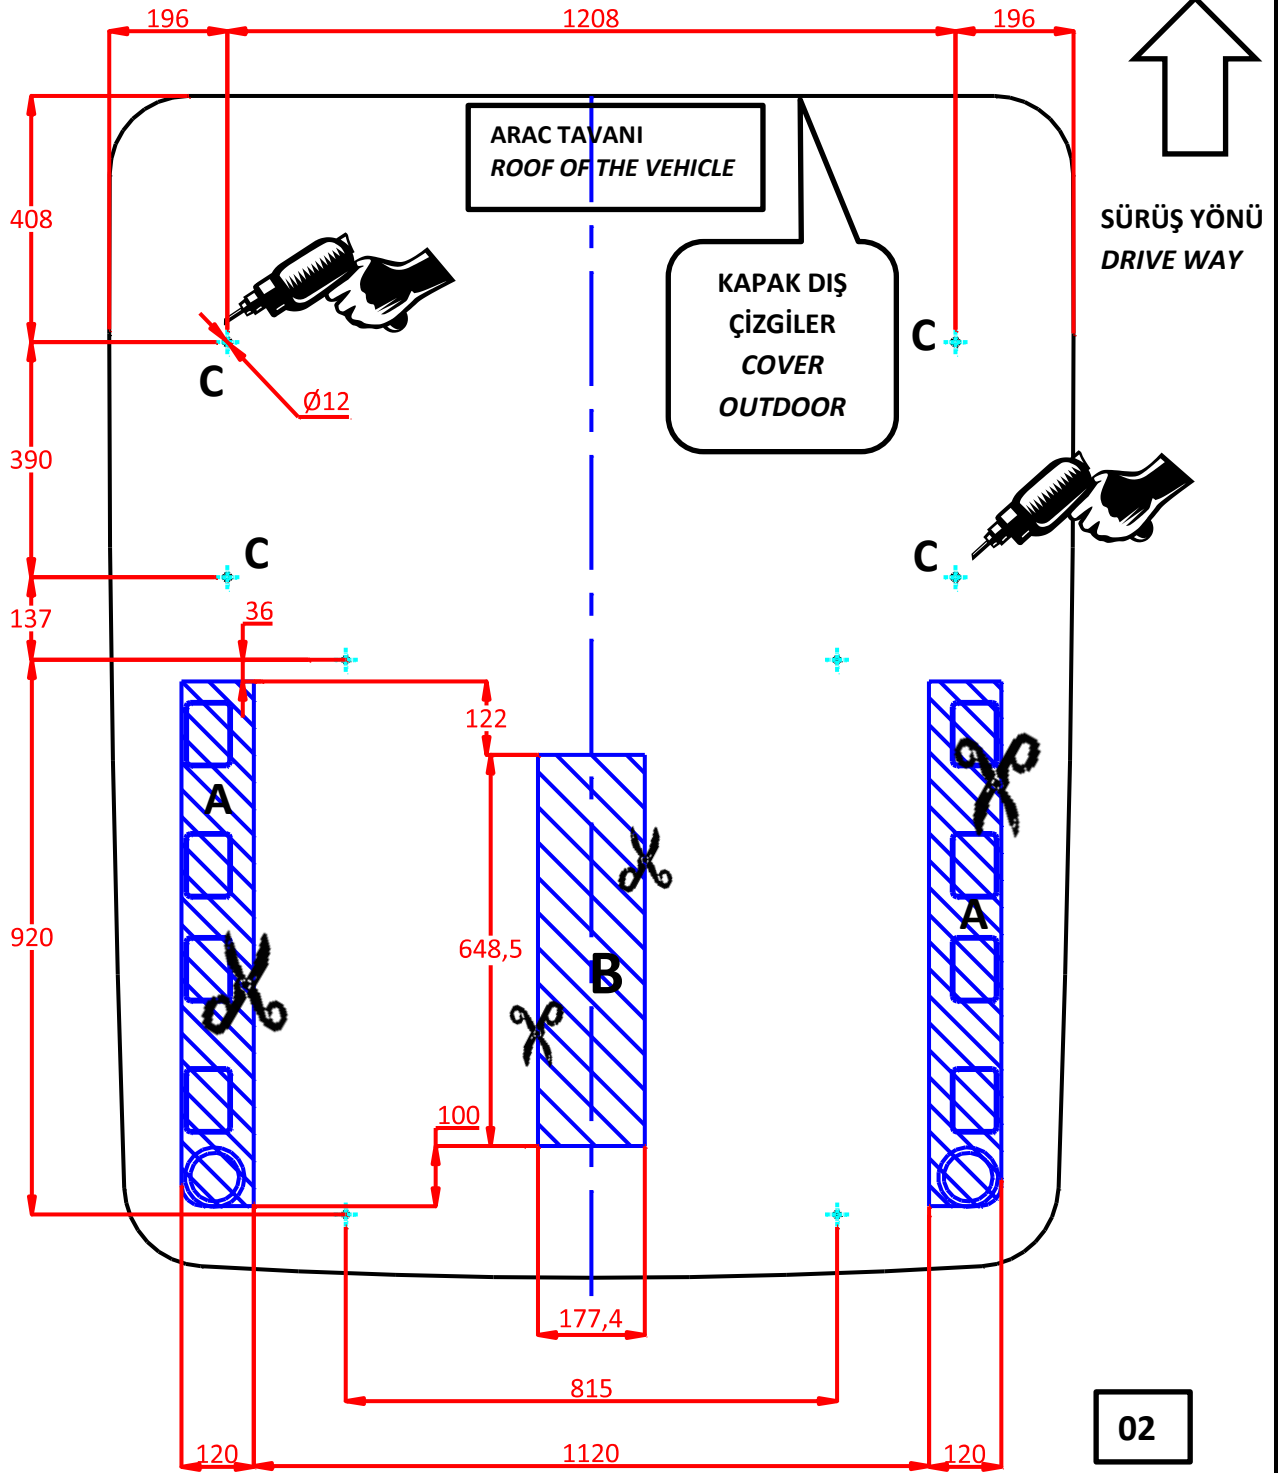 196
1208
196
ARAC TAVANI
ROOF OF THE VEHICLE
408
SÜRÜŞ YÖNÜ
DRIVE WAY
KAPAK DIŞ
ÇİZGİLER
COVER
OUTDOOR
C
C
Ø12
390
C
C
137
36
122
A
A
920
648,5
B
100
177,4
815
120
1120
120
02